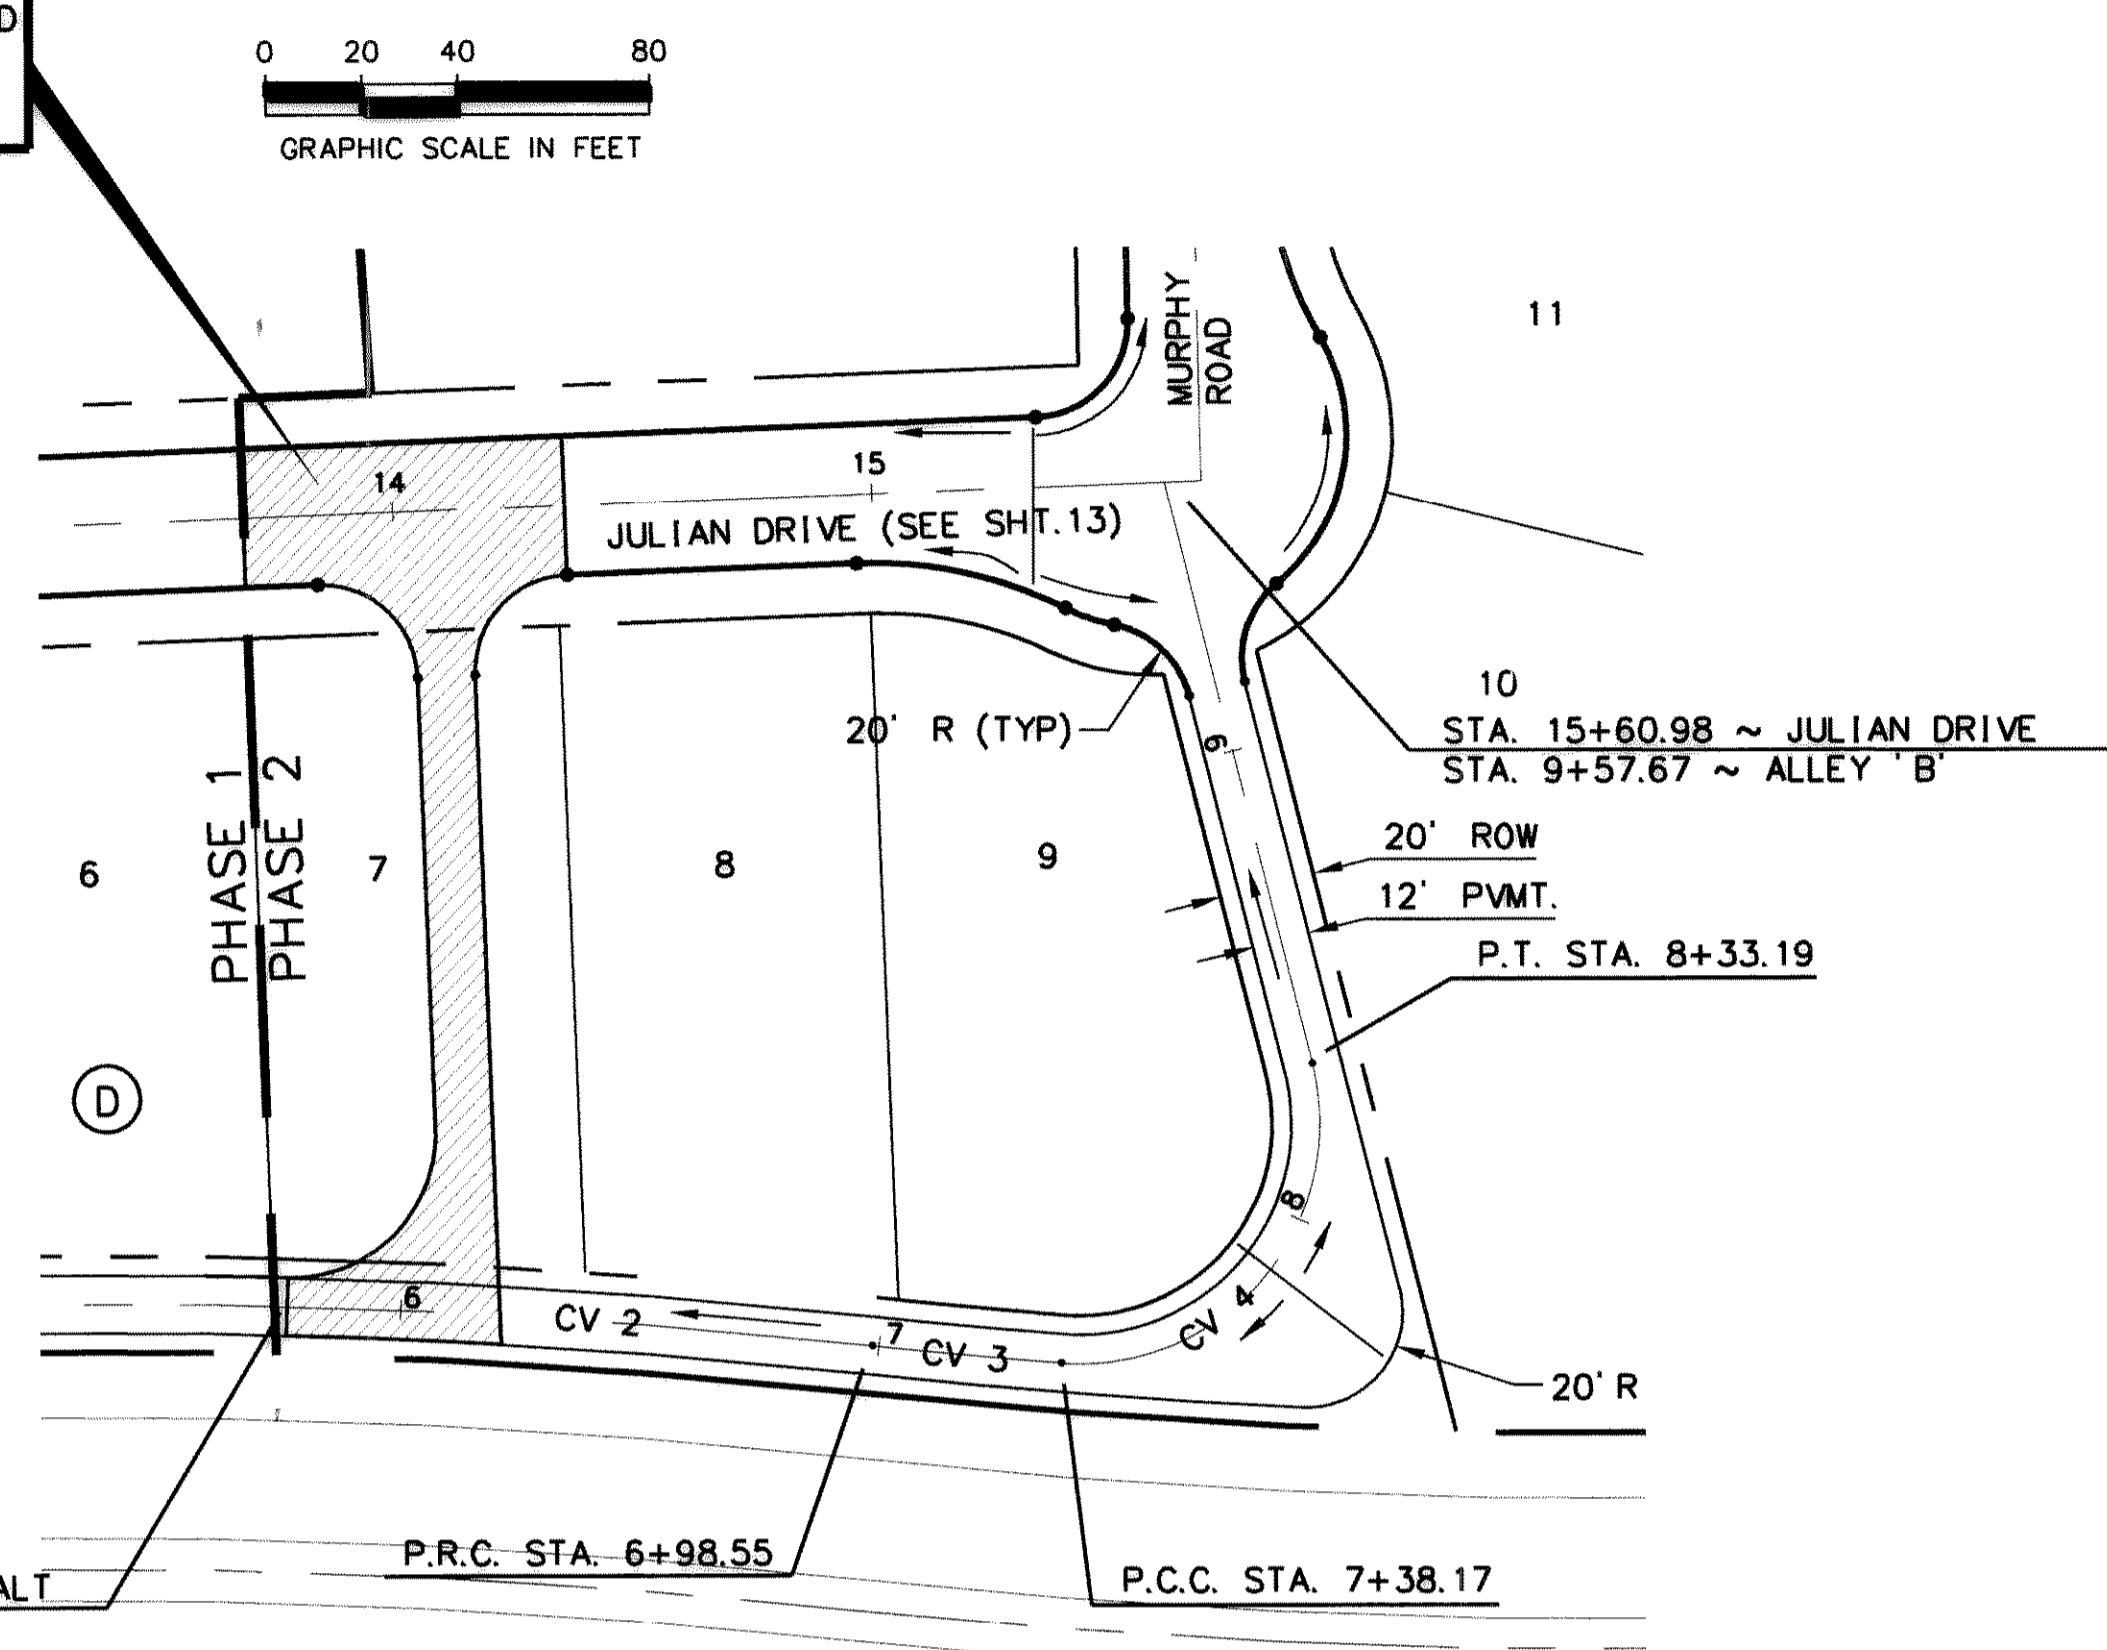 D
0 20 40 80
GRAPHIC SCALE IN FEET
MURPHY
ROAD
11
14
15
JULIAN DRIVE (SEE SHT.13)
10
20' R (TYP)
STA. 15+60.98 ~ JULIAN DRIVE
STA. 9+57.67 ~ ALLEY 'B'
9
PHASE 1
PHASE 2
20' ROW
6
7
8
9
12' PVMT.
P.T. STA. 8+33.19
D
8
6
CV 2
7
CV 3
CV 4
20' R
P.R.C. STA. 6+98.55
P.C.C. STA. 7+38.17
ALT